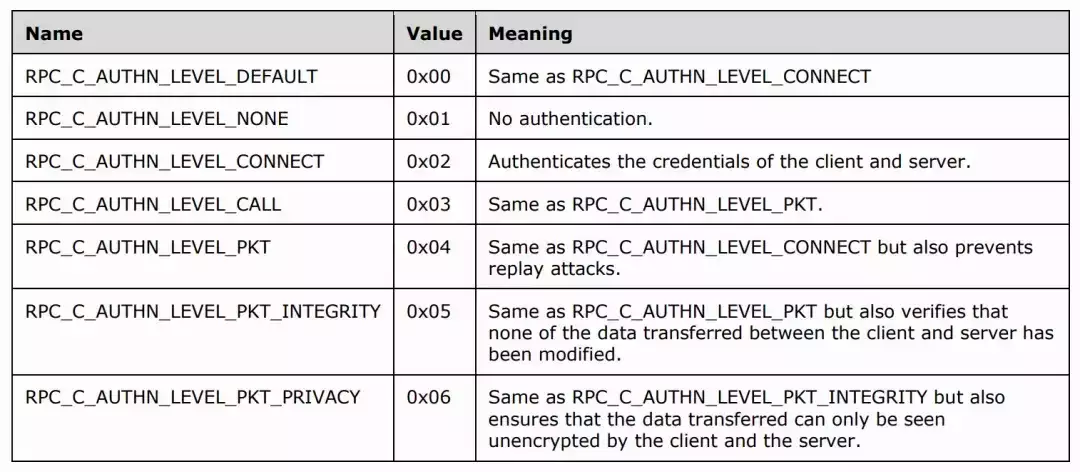 Name Value Meaning
RPC_C_AUTHN_LEVEL_DEFAULT 0x00 Same as RPC_C_AUTHN_LEVEL_CONNECT
RPC_C_AUTHN_LEVEL_NONE 0x01 No authentication.
RPC_C_AUTHN_LEVEL_CONNECT 0x02 Authenticates the credentials of the client and server.
RPC_C_AUTHN_LEVEL_CALL 0x03 Same as RPC_C_AUTHN_LEVEL_PKT.
RPC_C_AUTHN_LEVEL_PKT 0x04 Same as RPC_C_AUTHN_LEVEL_CONNECT but also prevents
replay attacks.
RPC_C_AUTHN_LEVEL_PKT_INTEGRITY 0x05 Same as RPC_C_AUTHN_LEVEL_PKT but also verifies that
none of the data transferred between the client and server has
been modified.
RPC_C_AUTHN_LEVEL_PKT_PRIVACY 0x06 Same as RPC_C_AUTHN_LEVEL_PKT_INTEGRITY but also
ensures that the data transferred can only be seen
unencrypted by the client and the server.